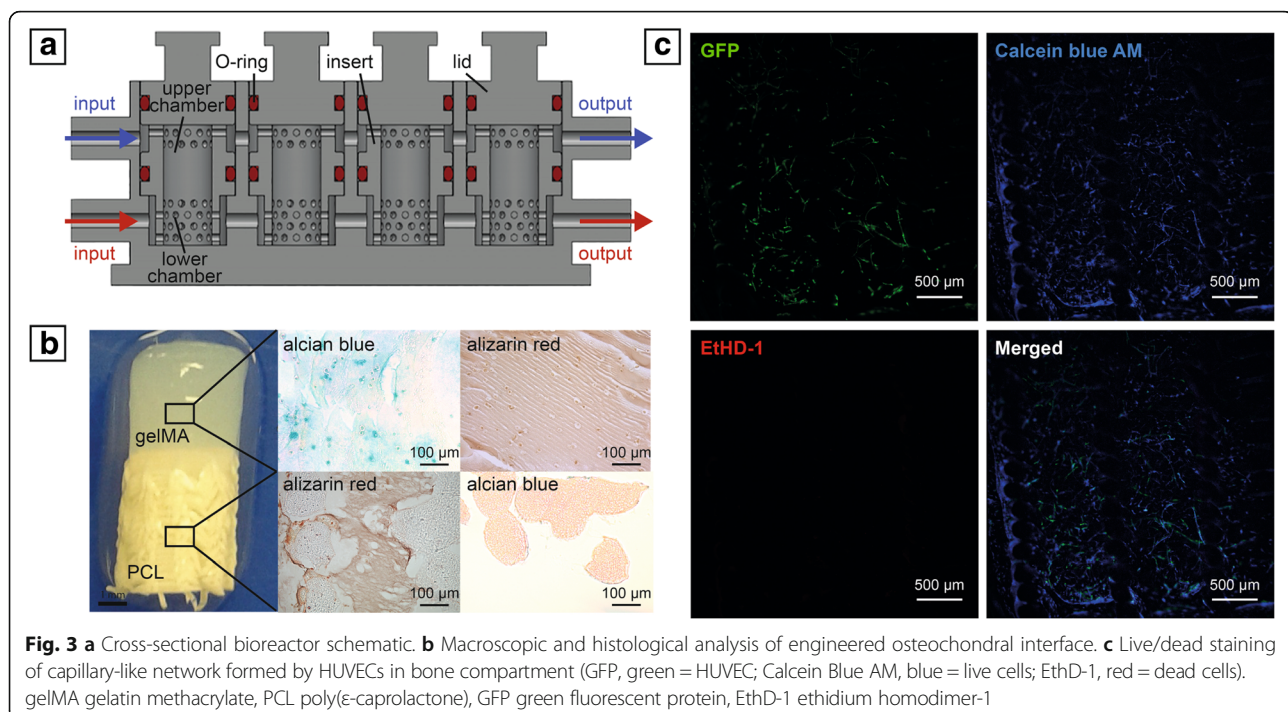 a
O-ring
insert
lid
input
upper
chamber
output
input
lower
chamber
output
b
gelMA
PCL
alcian blue
100 µm
alizarin red
100 µm
alizarin red
100 µm
alcian blue
100 µm
c
GFP
500 µm
Calcein blue AM
500 µm
EtHD-1
500 µm
Merged
500 µm
Fig. 3 a Cross-sectional bioreactor schematic. b Macroscopic and histological analysis of engineered osteochondral interface. c Live/dead staining
of capillary-like network formed by HUVECs in bone compartment (GFP, green = HUVEC; Calcein Blue AM, blue = live cells; EthD-1, red = dead cells).
gelMA gelatin methacrylate, PCL poly(ε-caprolactone), GFP green fluorescent protein, EthD-1 ethidium homodimer-1